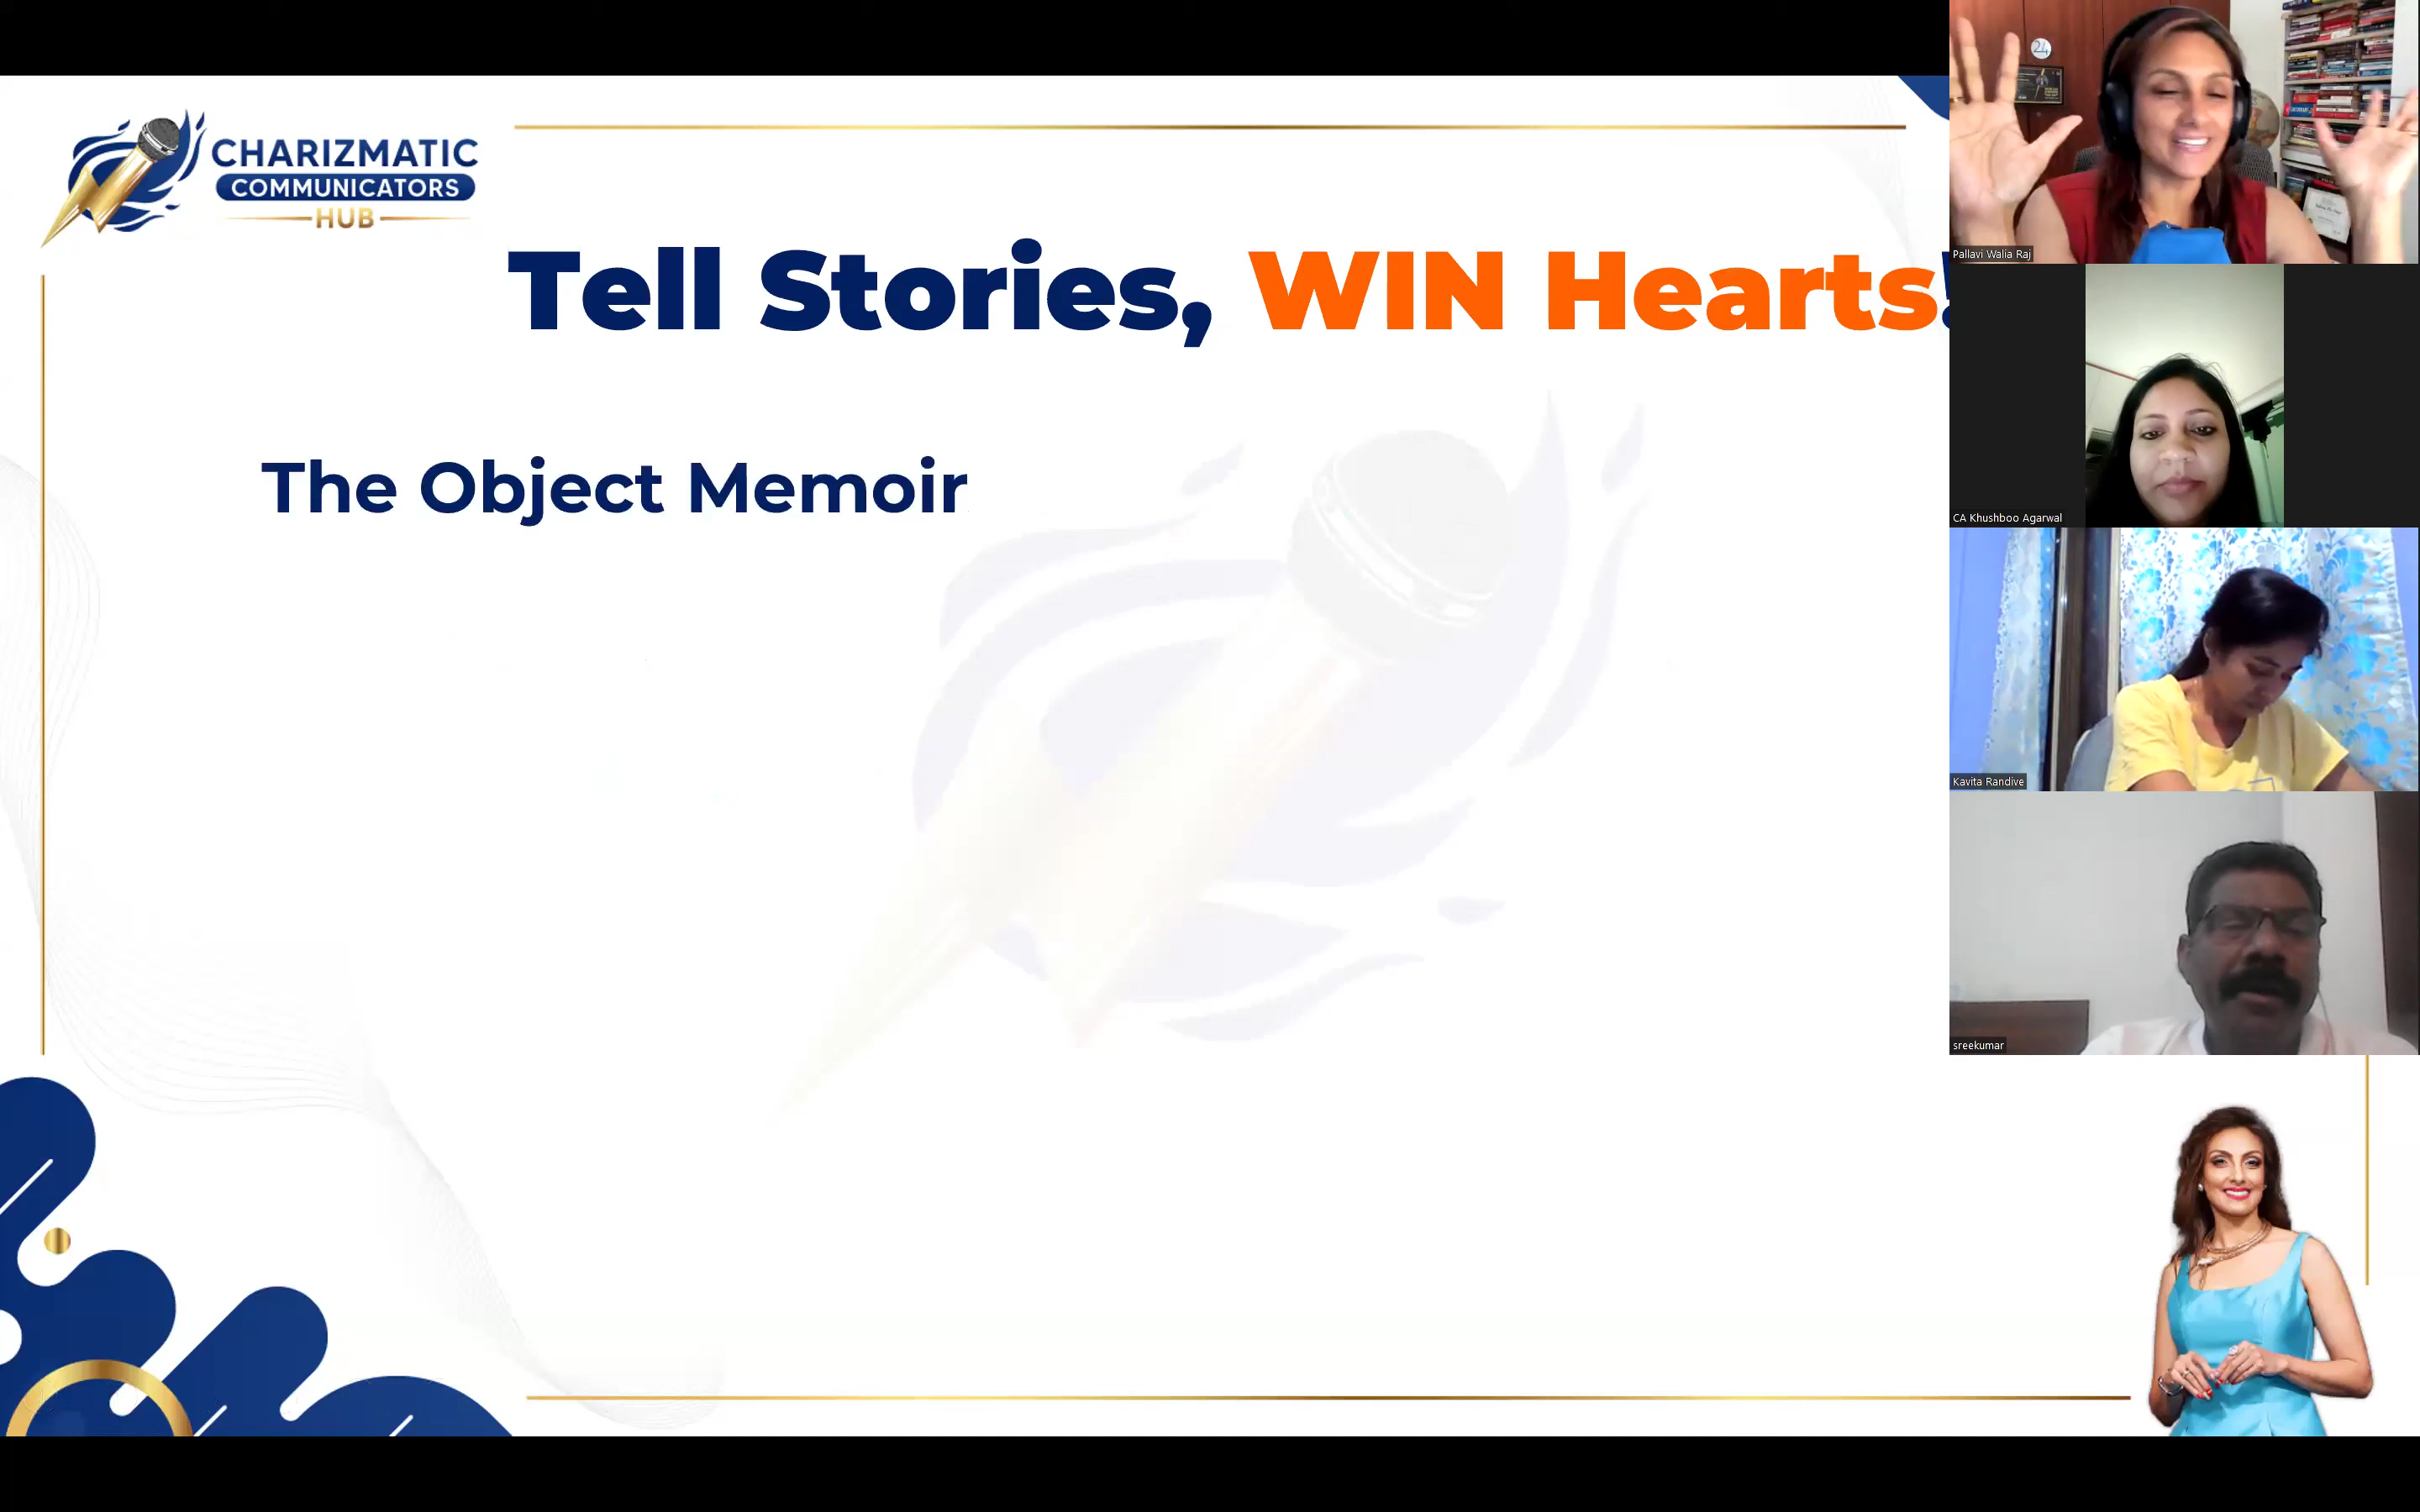 CHARIZMATIC
COMMUNICATORS
HUB
Tell Stories, WIN Hearts!
The Object Memoir
24
Pallavi Walia Raj
CA Khushboo Agarwal
Kavita Randive
sreekumar